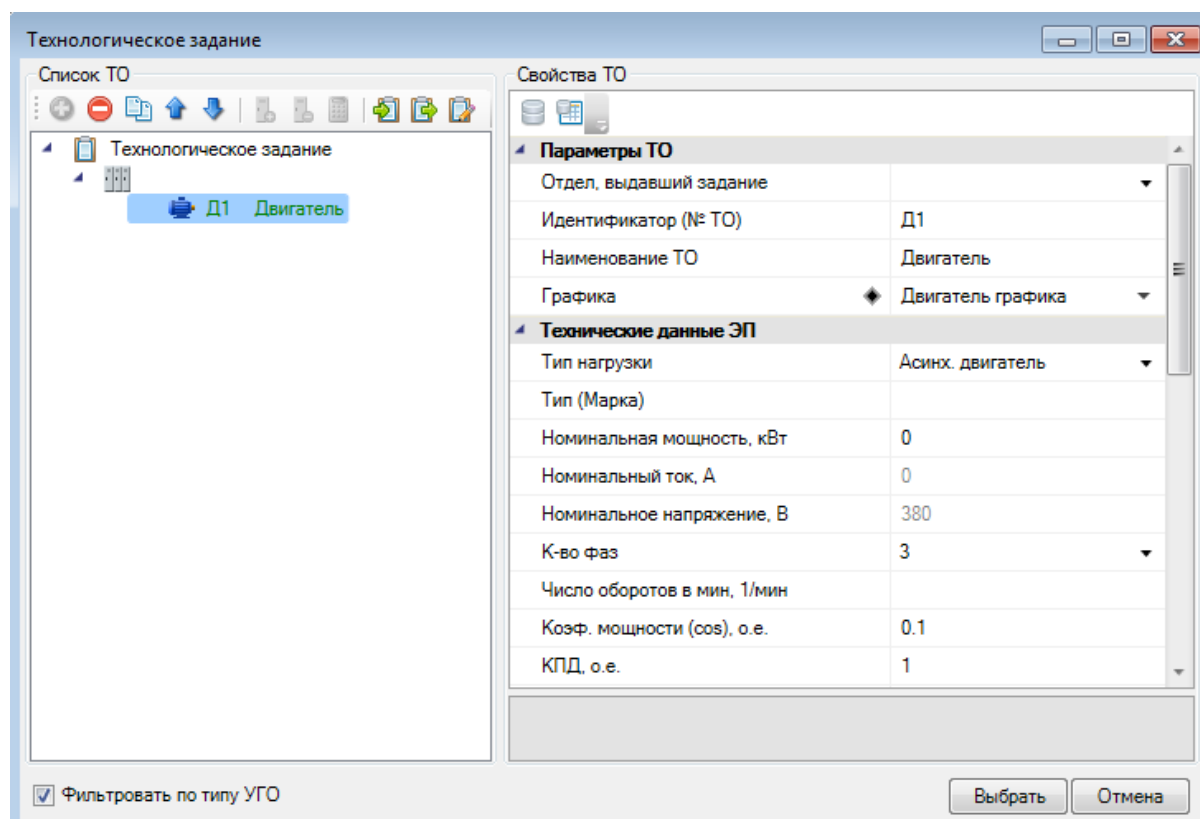 Технологическое задание
Список ТО
Технологическое задание
Д1 Двигатель
Фильтровать по типу УГО
Свойства ТО
Параметры ТО
Отдел, выдавший задание
Идентификатор (№ ТО) Д1
Наименование ТО Двигатель
Графика Двигатель графика
Технические данные ЭП
Тип нагрузки Асинх. двигатель
Тип (Марка)
Номинальная мощность, кВт 0
Номинальный ток, А 0
Номинальное напряжение, В 380
К-во фаз 3
Число оборотов в мин, 1/мин
Коэф. мощности (cos), о.е. 0.1
КПД, о.е. 1
Выбрать Отмена